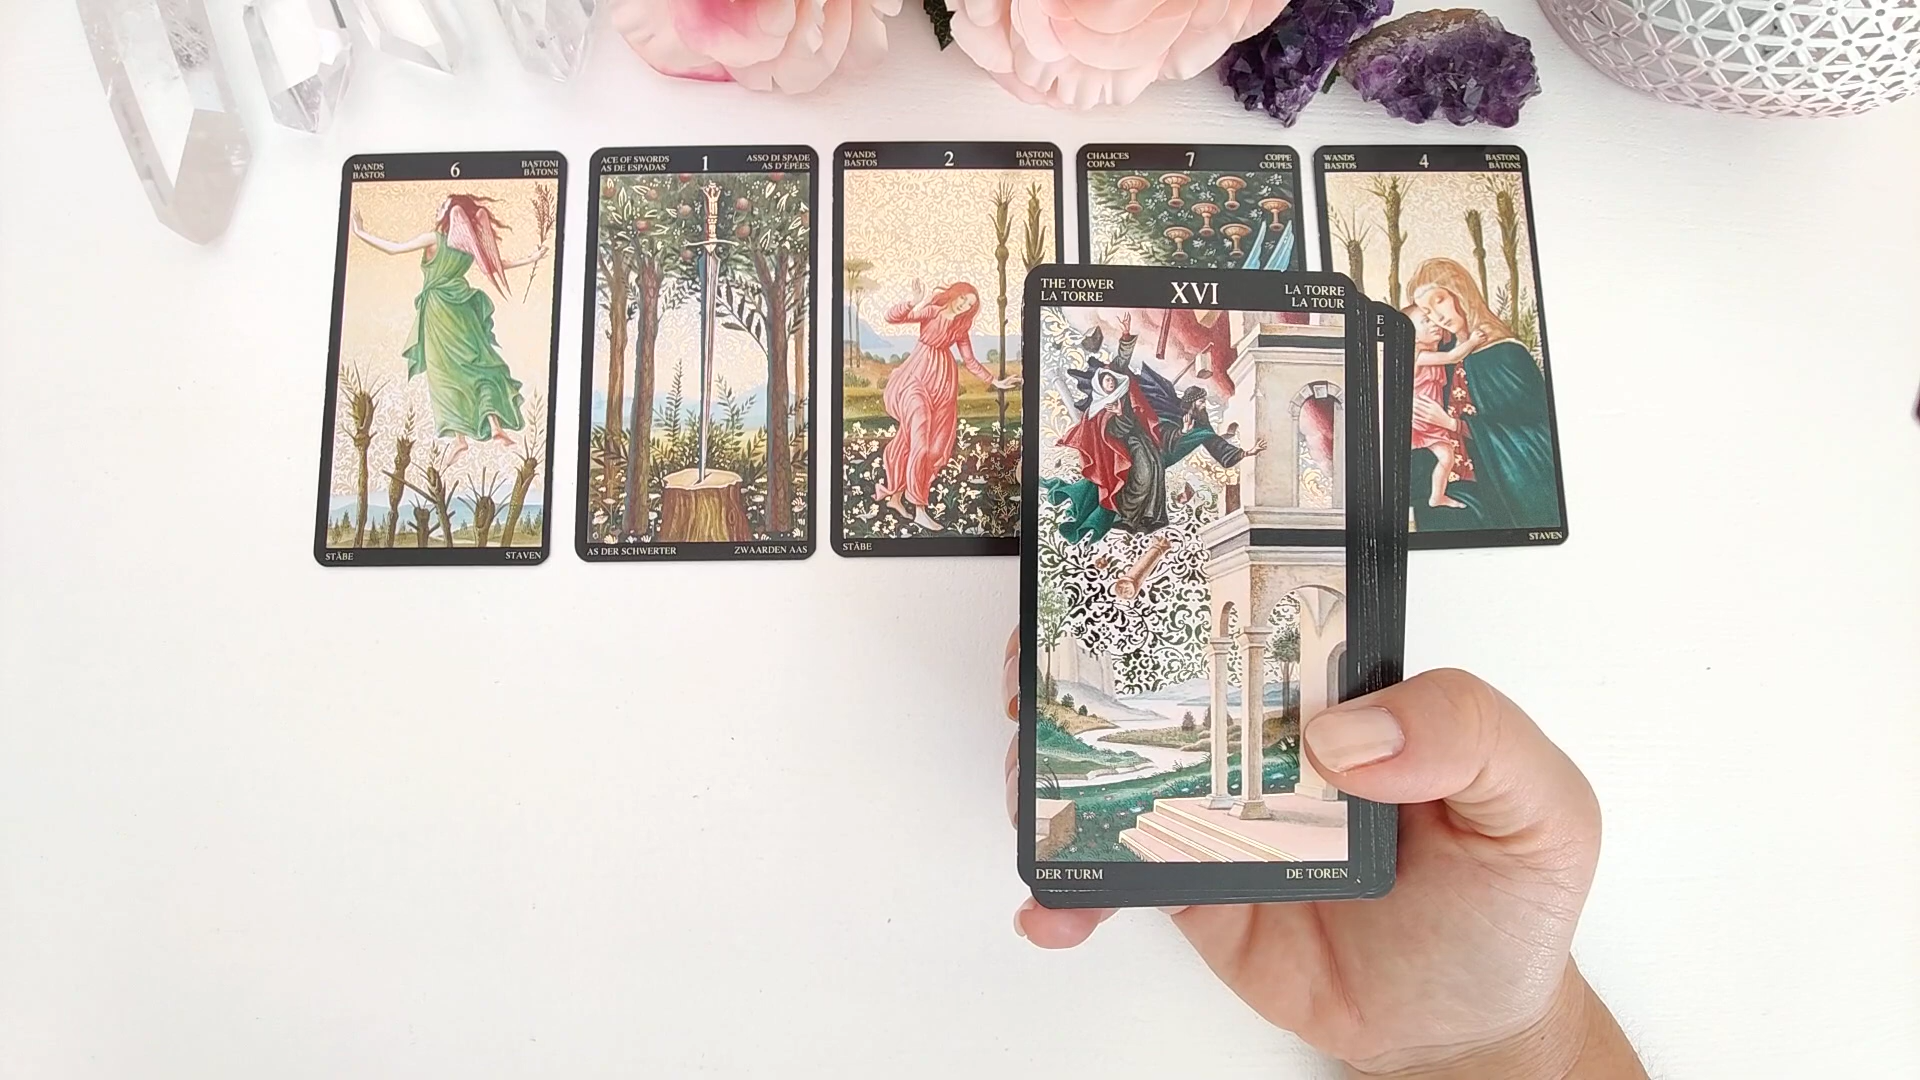 WANDS
BASTOS
6
BASTONI
BÂTONS
STÄBE
STAVEN
ACE OF SWORDS
AS DE ESPADAS
1
ASSO DI SPADE
AS D'ÉPÉES
AS DER SCHWERTER
ZWAARDEN AAS
WANDS
BASTOS
2
BASTONI
BÂTONS
STÄBE
CHALICES
COPAS
7
COPPE
COUPES
WANDS
BASTOS
4
BASTONI
BÂTONS
STAVEN
THE TOWER
LA TORRE
XVI
LA TORRE
LA TOUR
DER TURM
DE TOREN
E
L